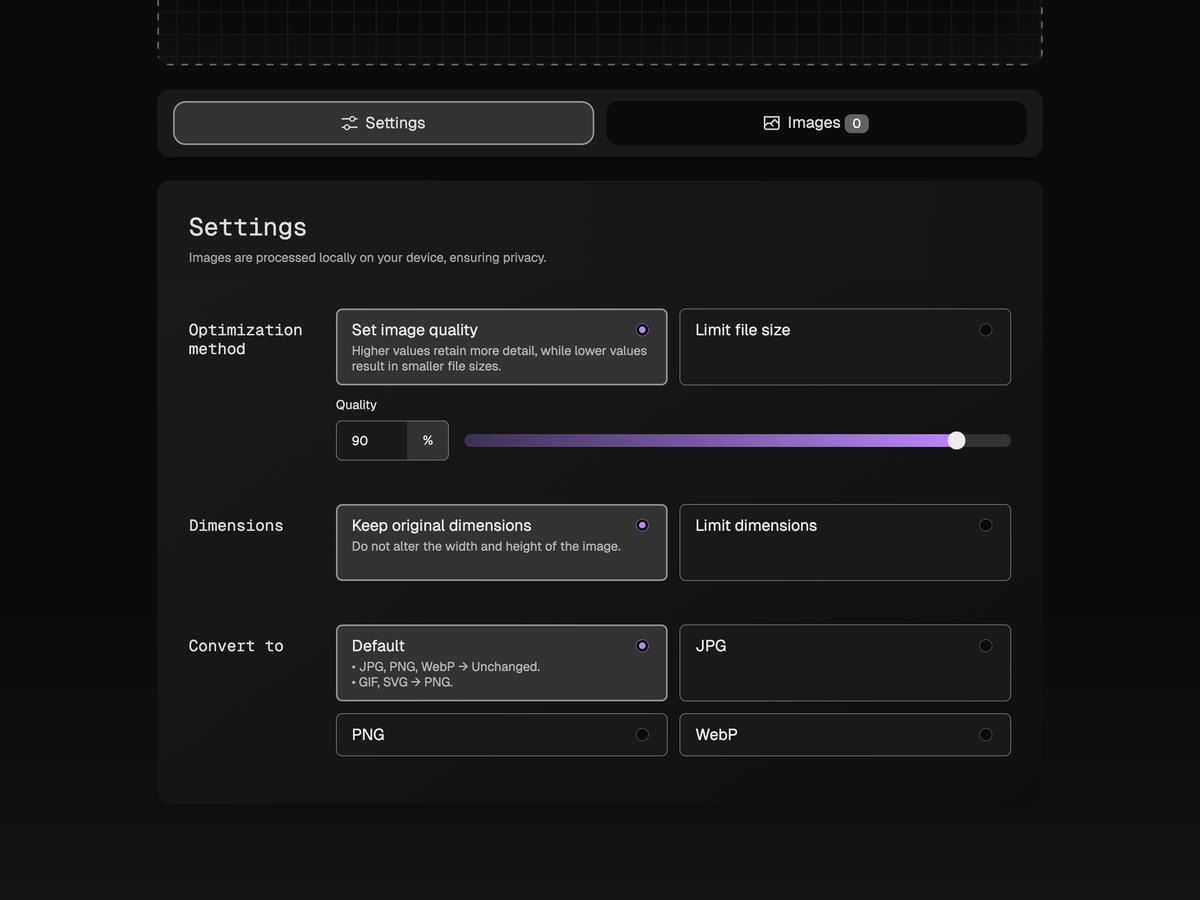 Settings
Images 0
Settings
Images are processed locally on your device, ensuring privacy.
Optimization
method
Set image quality
Higher values retain more detail, while lower values
result in smaller file sizes.
Limit file size
Quality
90 %
Dimensions
Keep original dimensions
Do not alter the width and height of the image.
Limit dimensions
Convert to
Default
• JPG, PNG, WebP → Unchanged.
• GIF, SVG → PNG.
JPG
PNG
WebP